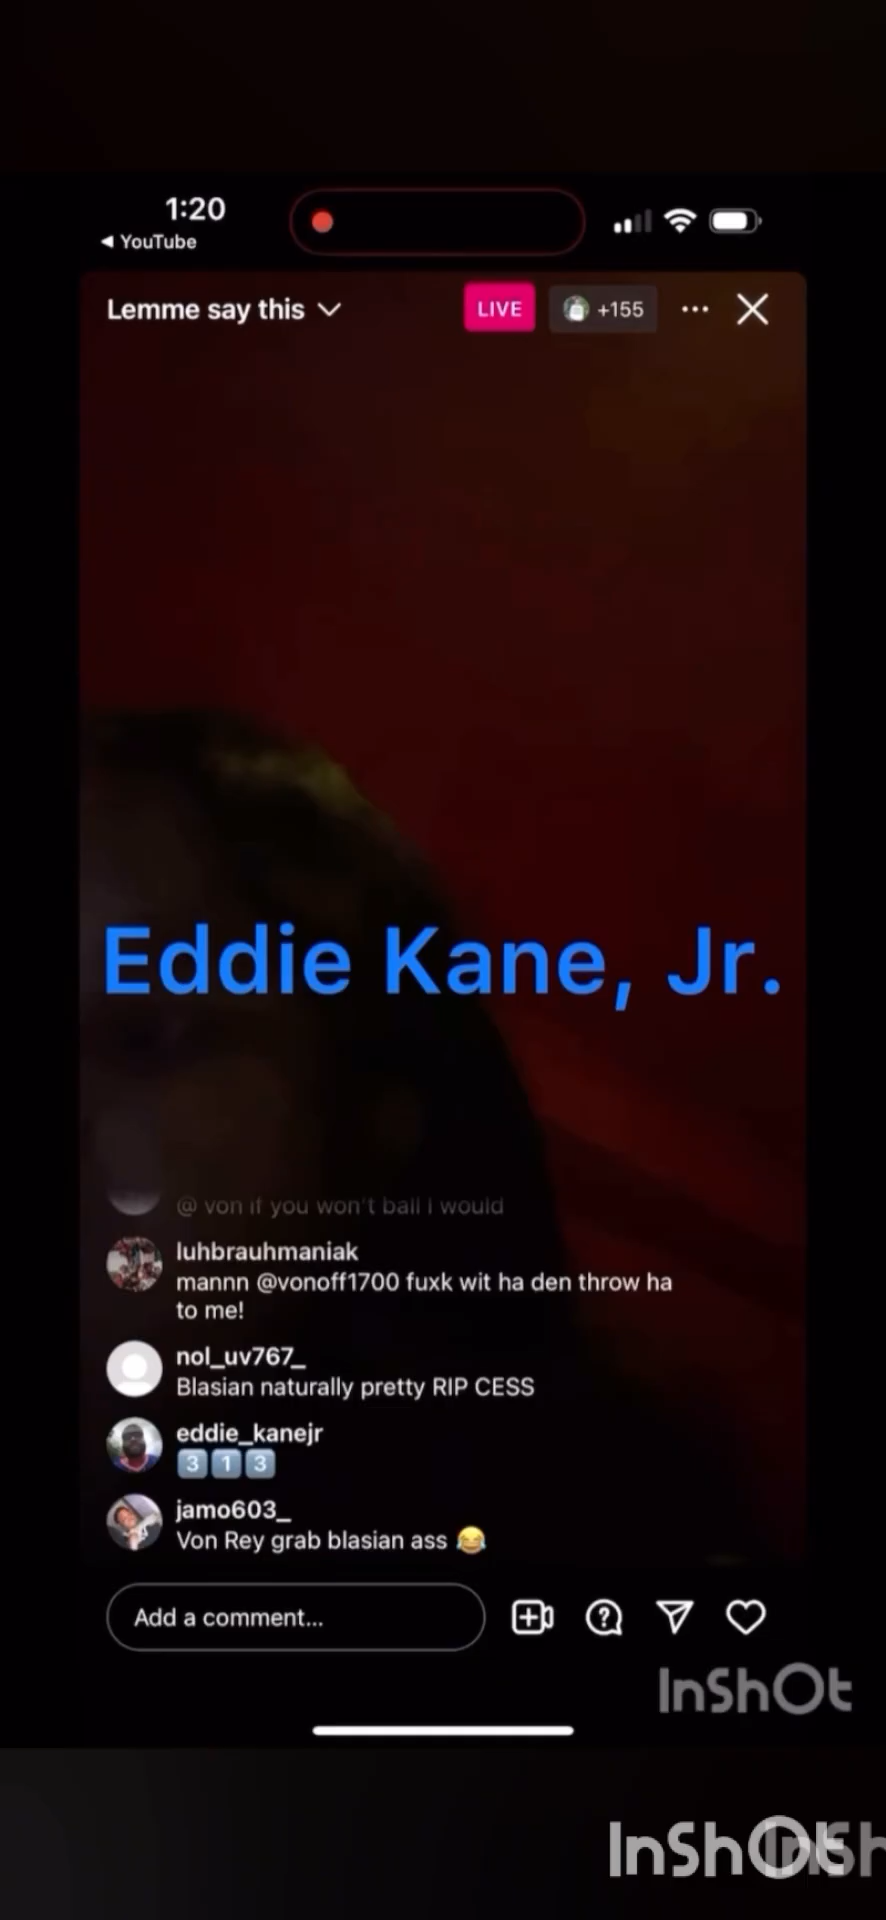 1:20
◀ YouTube
Lemme say this
LIVE
+155
Eddie Kane, Jr.
@ von if you won't ball I would
luhbrauhmaniak
mannn @vonoff1700 fuxk wit ha den throw ha
to me!
nol_uv767_
Blasian naturally pretty RIP CESS
eddie_kanejr
3️⃣1️⃣3️⃣
jamo603_
Von Rey grab blasian ass 😂
Add a comment...
InShOt
InShOt
InSh